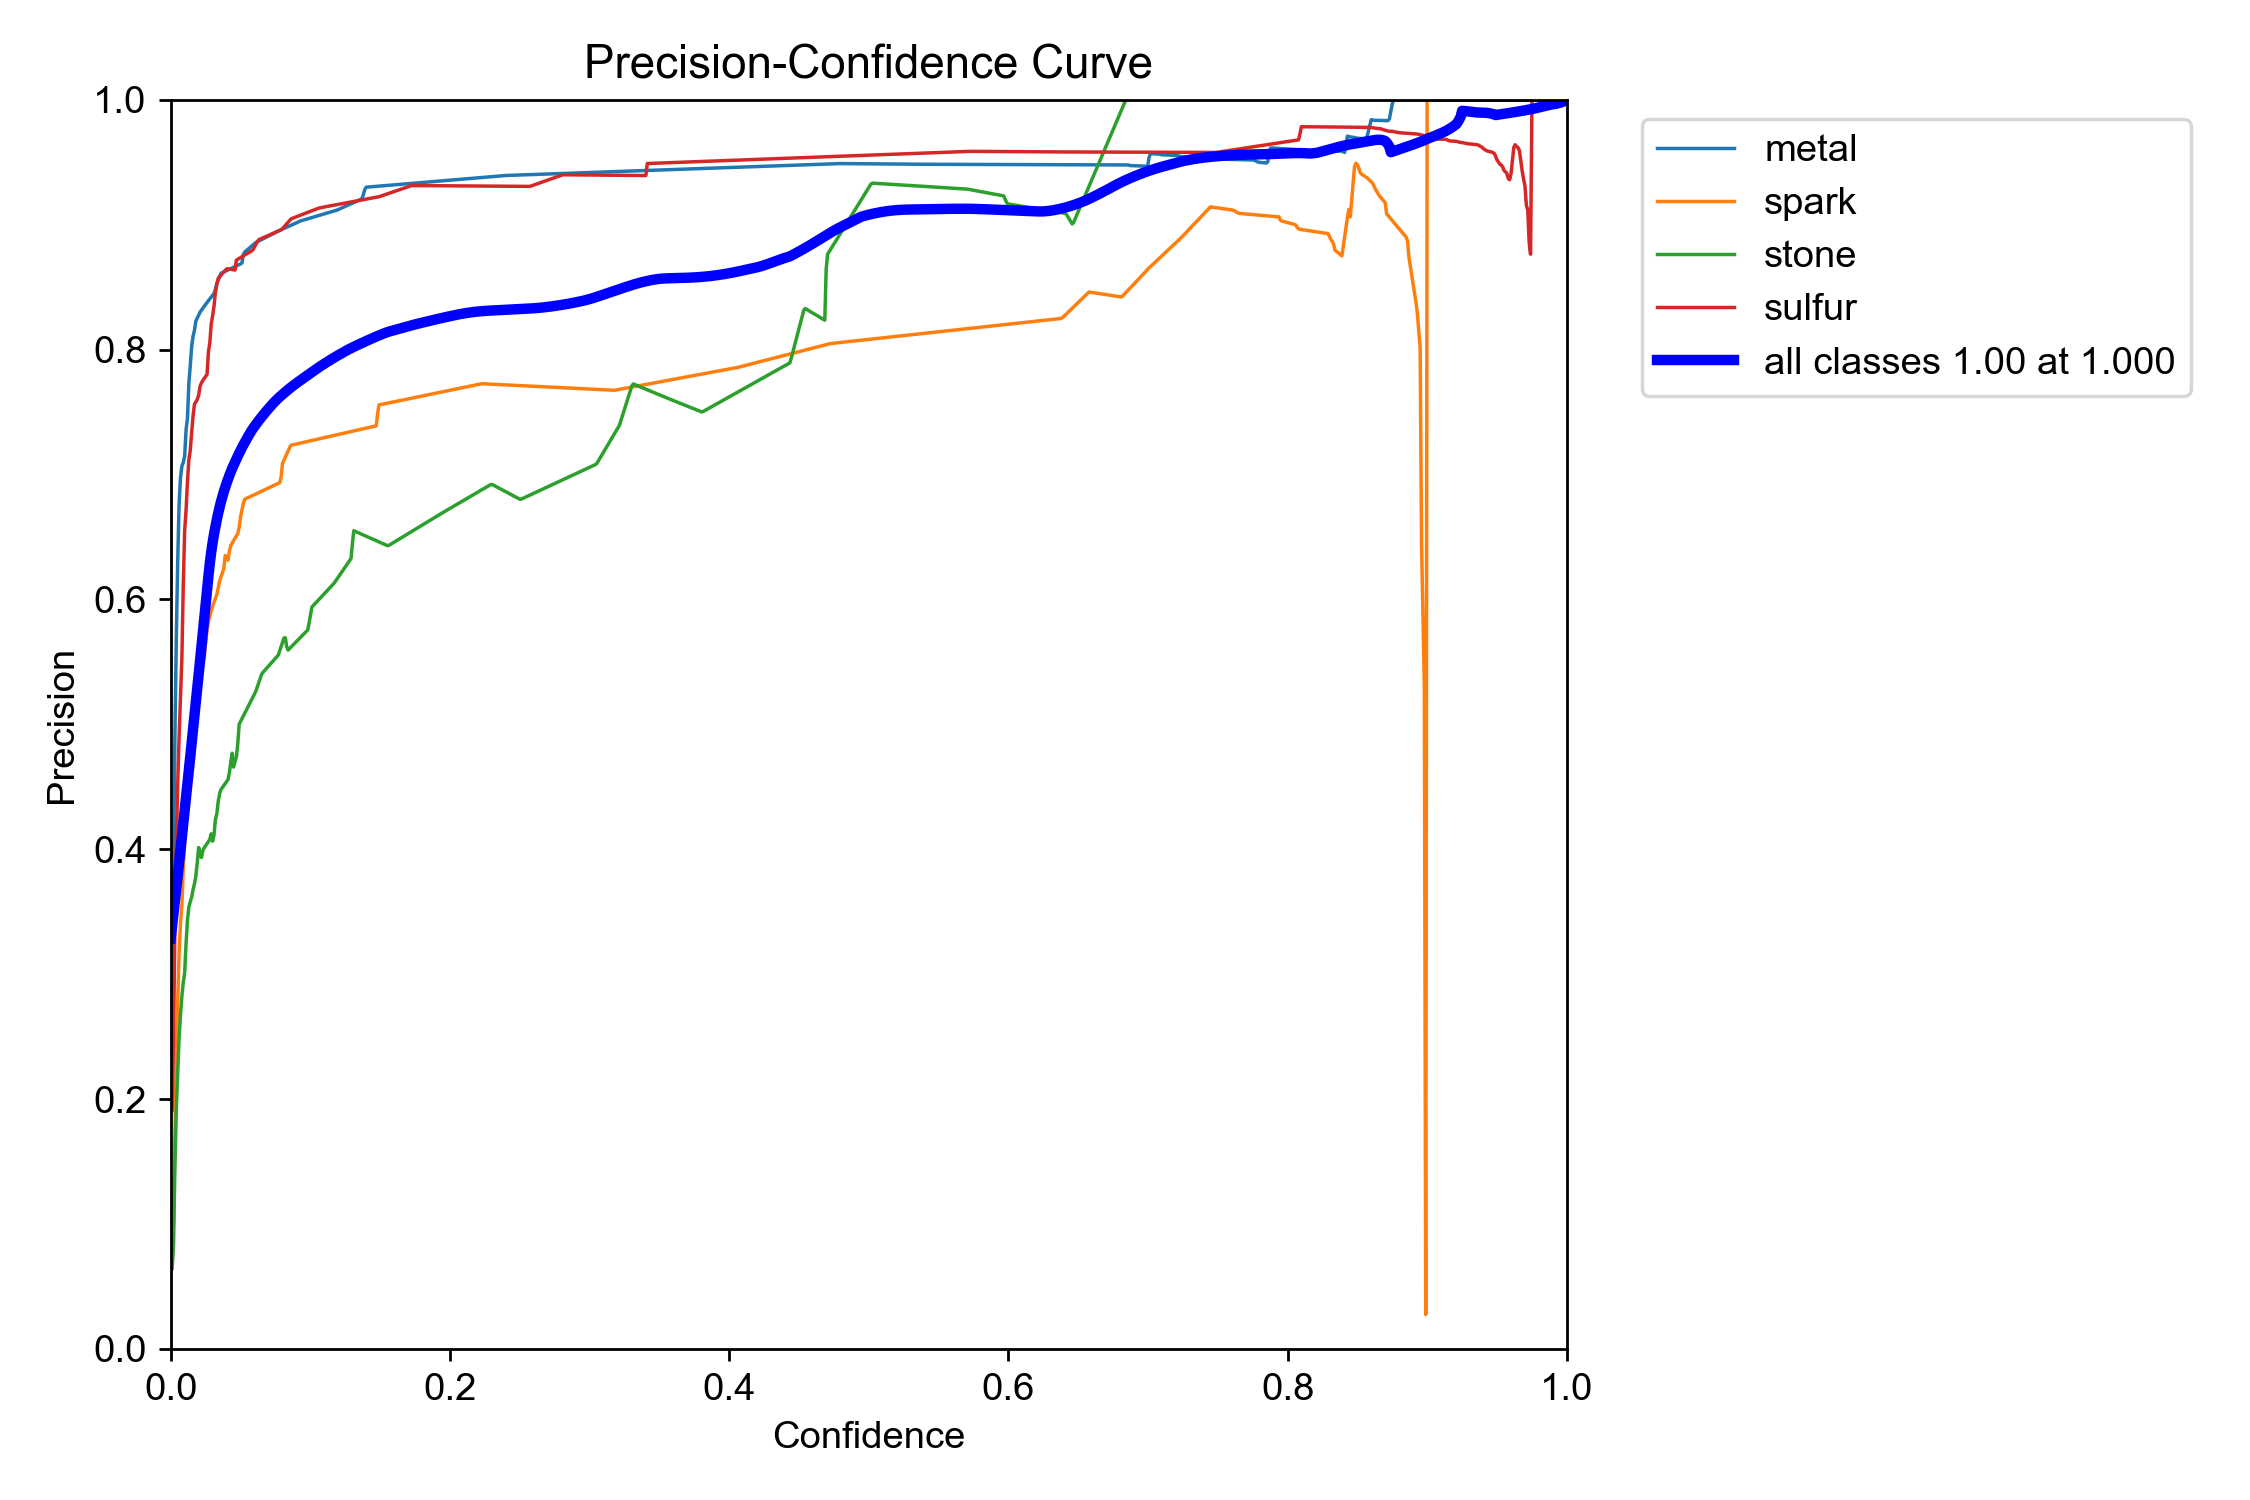 Precision-Confidence Curve
1.0
0.8
0.6
0.4
0.2
0.0
Precision
0.0 0.2 0.4 0.6 0.8 1.0
Confidence
metal
spark
stone
sulfur
all classes 1.00 at 1.000